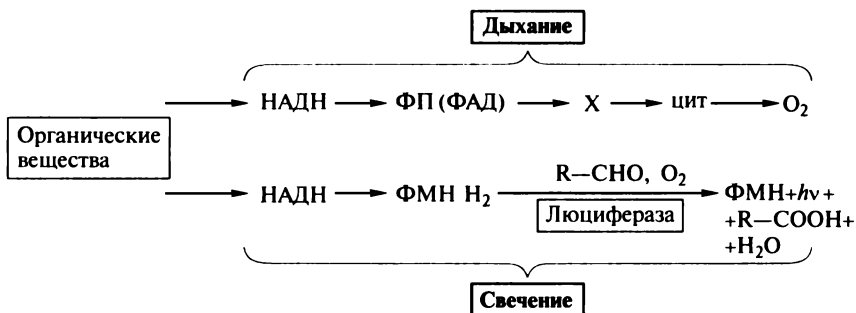 Дыхание
НАДН ФП (ФАД) X цит O₂
Органические
вещества
R—CHO, O₂
НАДН ФМН H₂ ФМН+hν+
Люцифераза +R—COOH+
+H₂O
Свечение